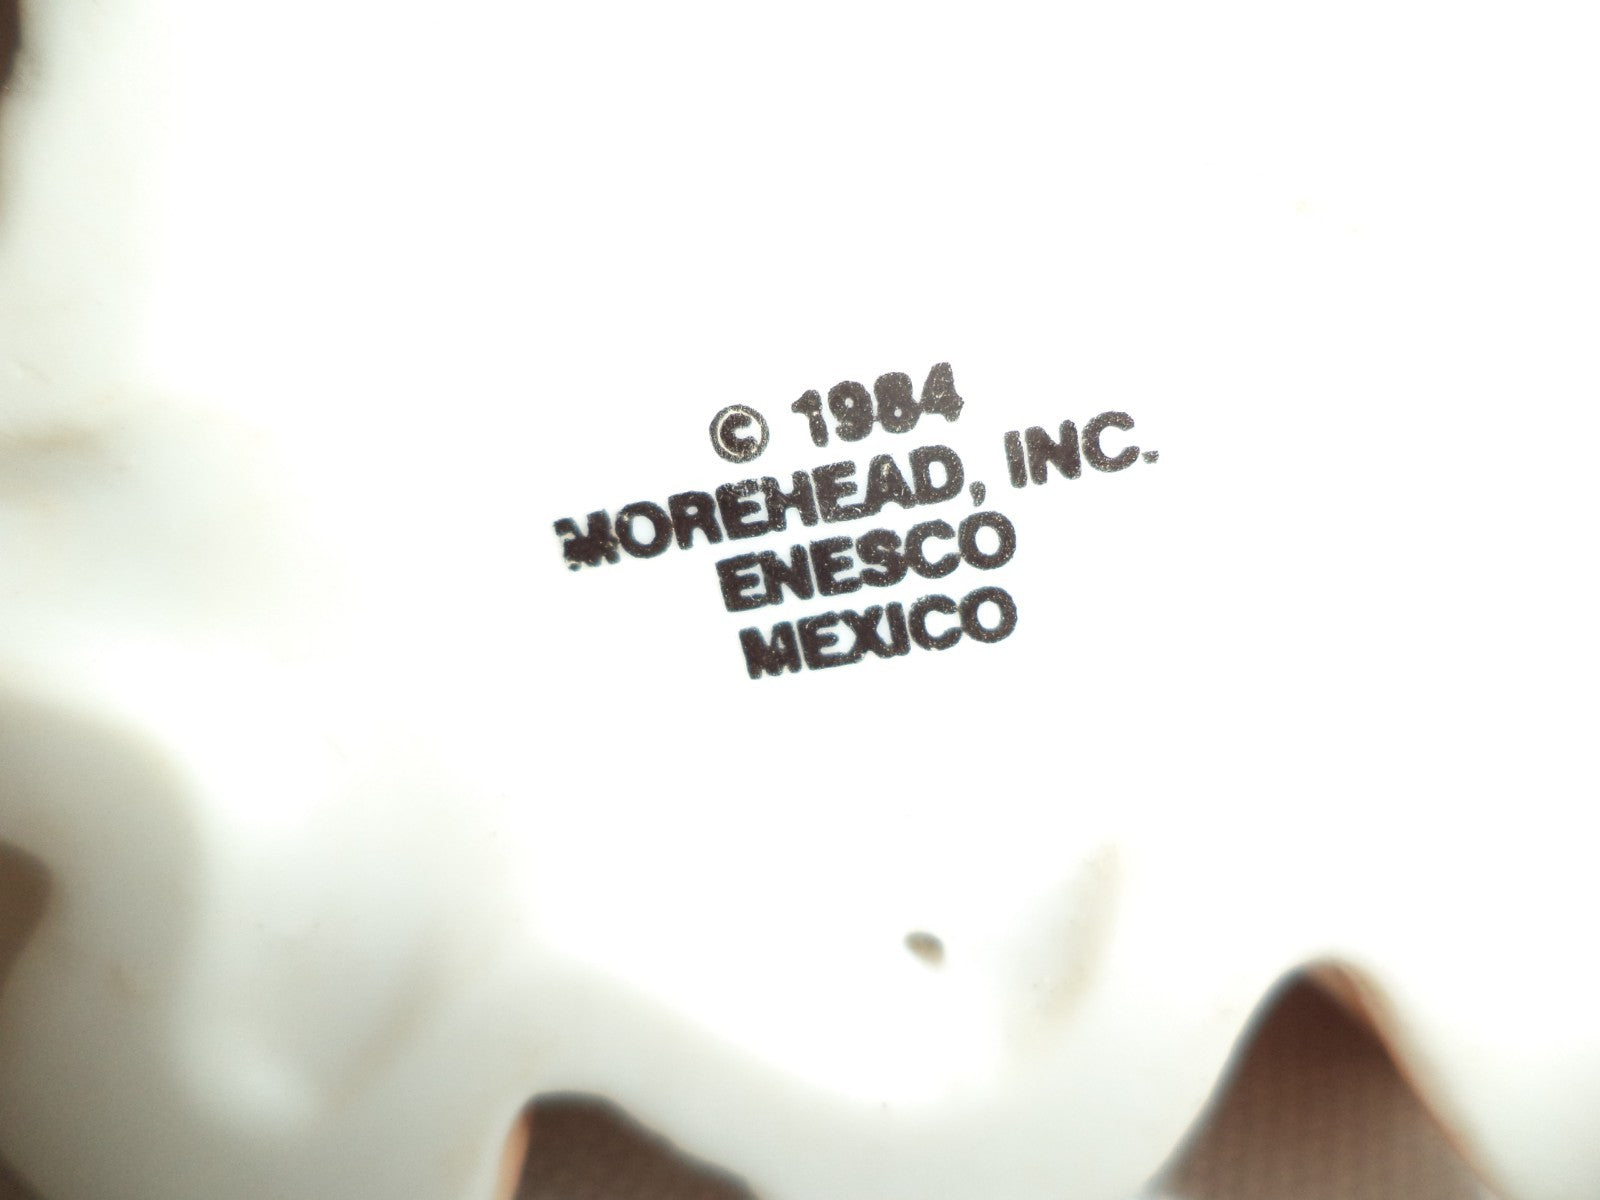 © 1984
MOREHEAD, INC.
ENESCO
MEXICO